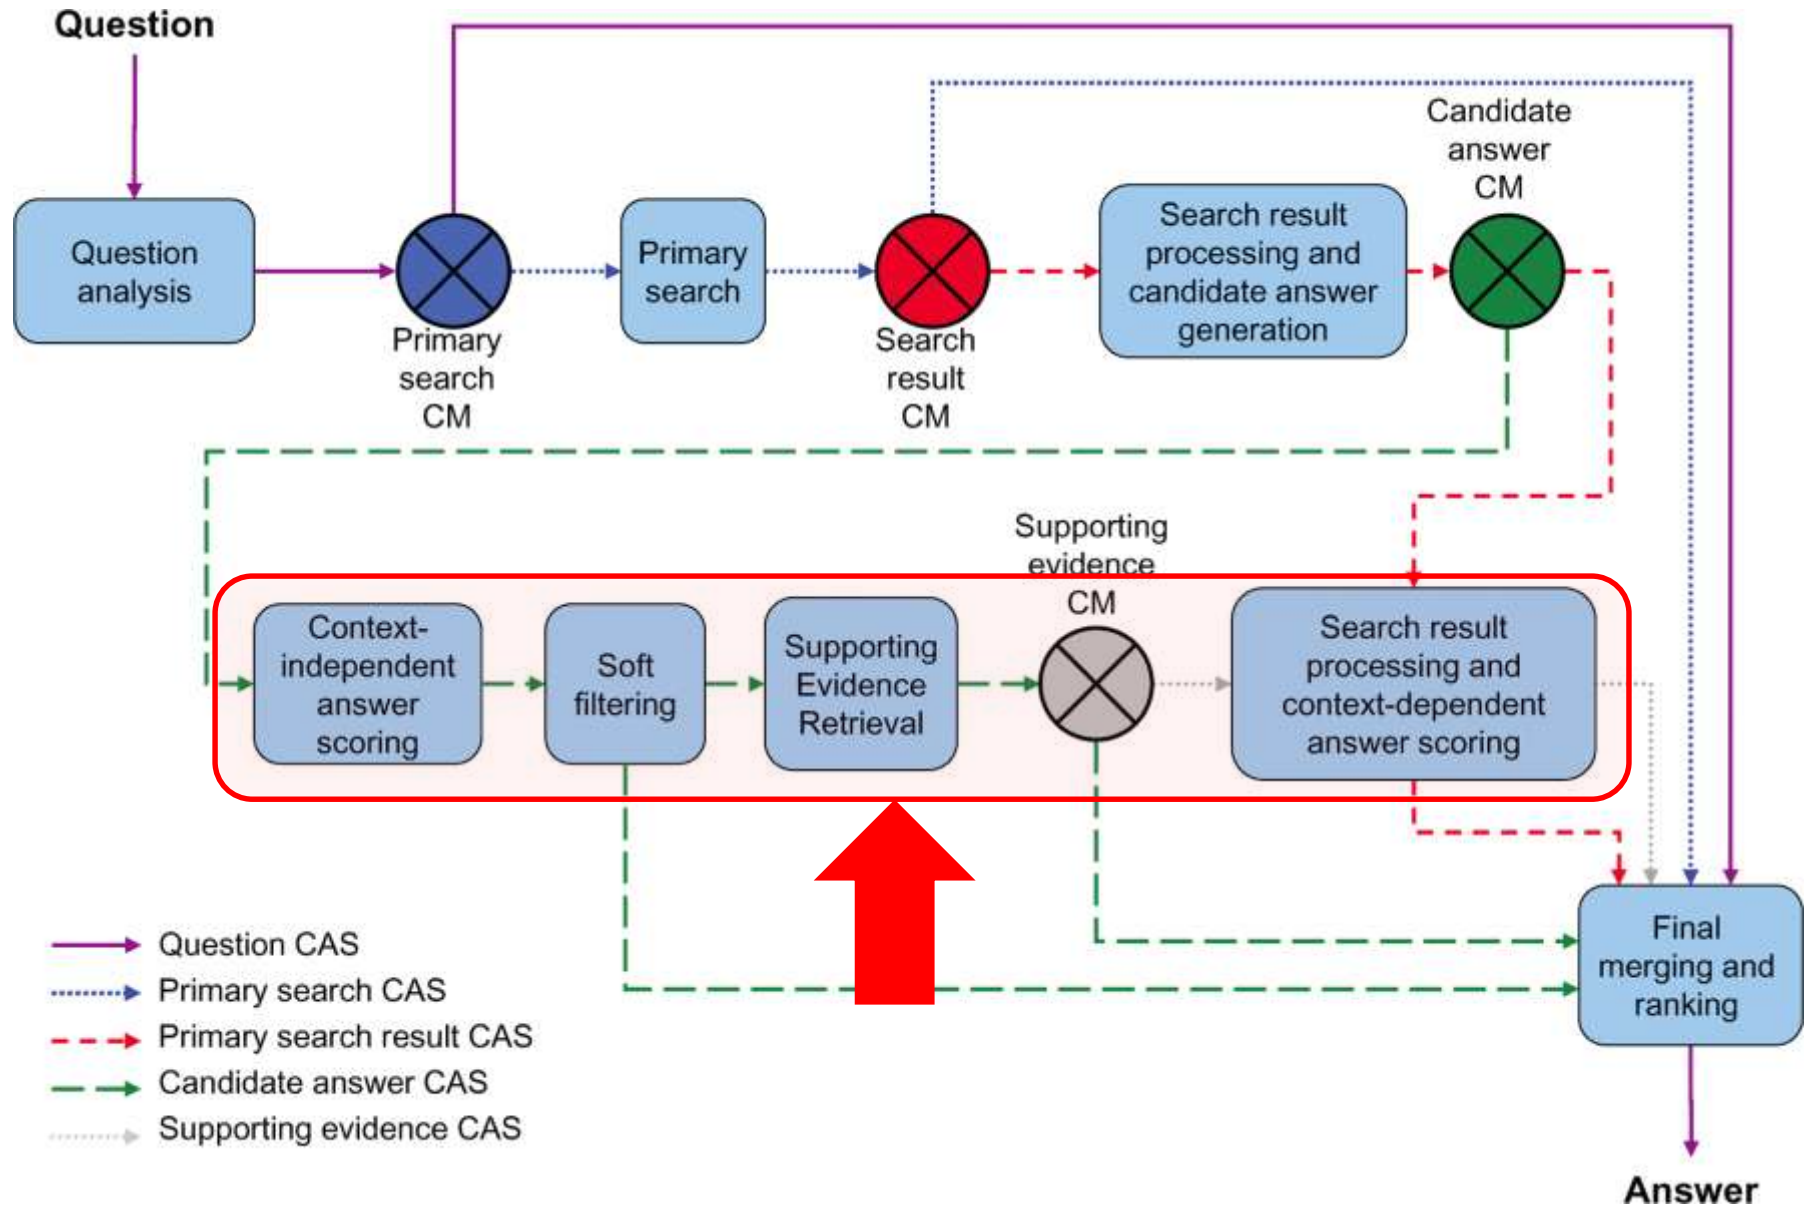 Question
Question
analysis
Primary
search
CM
Primary
search
Search
result
CM
Search result
processing and
candidate answer
generation
Candidate
answer
CM
Context-
independent
answer
scoring
Soft
filtering
Supporting
Evidence
Retrieval
Supporting
evidence
CM
Search result
processing and
context-dependent
answer scoring
Final
merging and
ranking
Question CAS
Primary search CAS
Primary search result CAS
Candidate answer CAS
Supporting evidence CAS
Answer